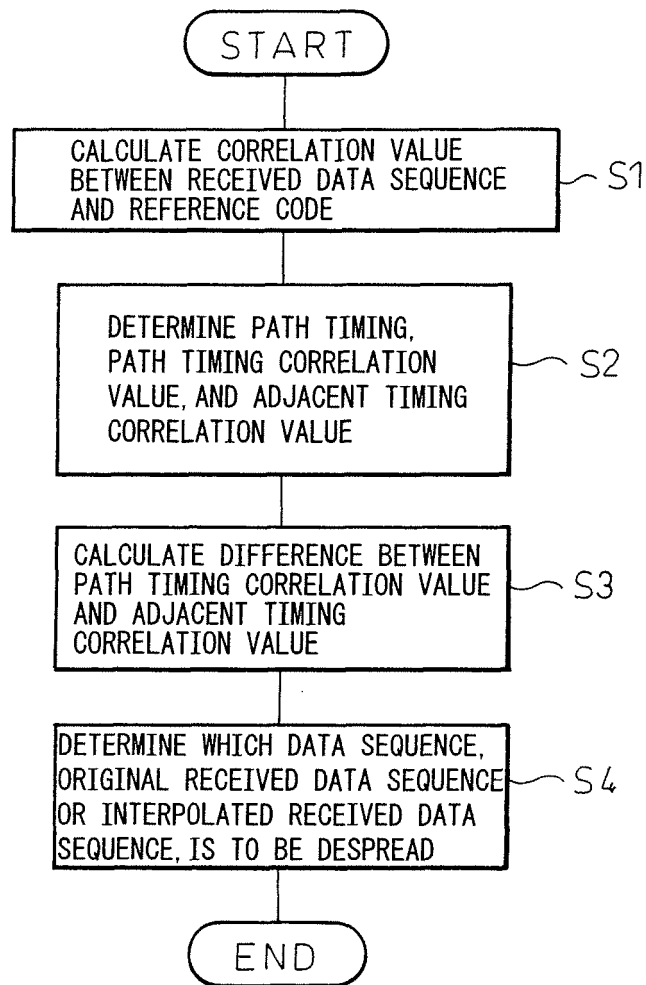 START
CALCULATE CORRELATION VALUE
BETWEEN RECEIVED DATA SEQUENCE
AND REFERENCE CODE
S1
DETERMINE PATH TIMING,
PATH TIMING CORRELATION
VALUE, AND ADJACENT TIMING
CORRELATION VALUE
S2
CALCULATE DIFFERENCE BETWEEN
PATH TIMING CORRELATION VALUE
AND ADJACENT TIMING
CORRELATION VALUE
S3
DETERMINE WHICH DATA SEQUENCE,
ORIGINAL RECEIVED DATA SEQUENCE
OR INTERPOLATED RECEIVED DATA
SEQUENCE, IS TO BE DESPREAD
S4
END